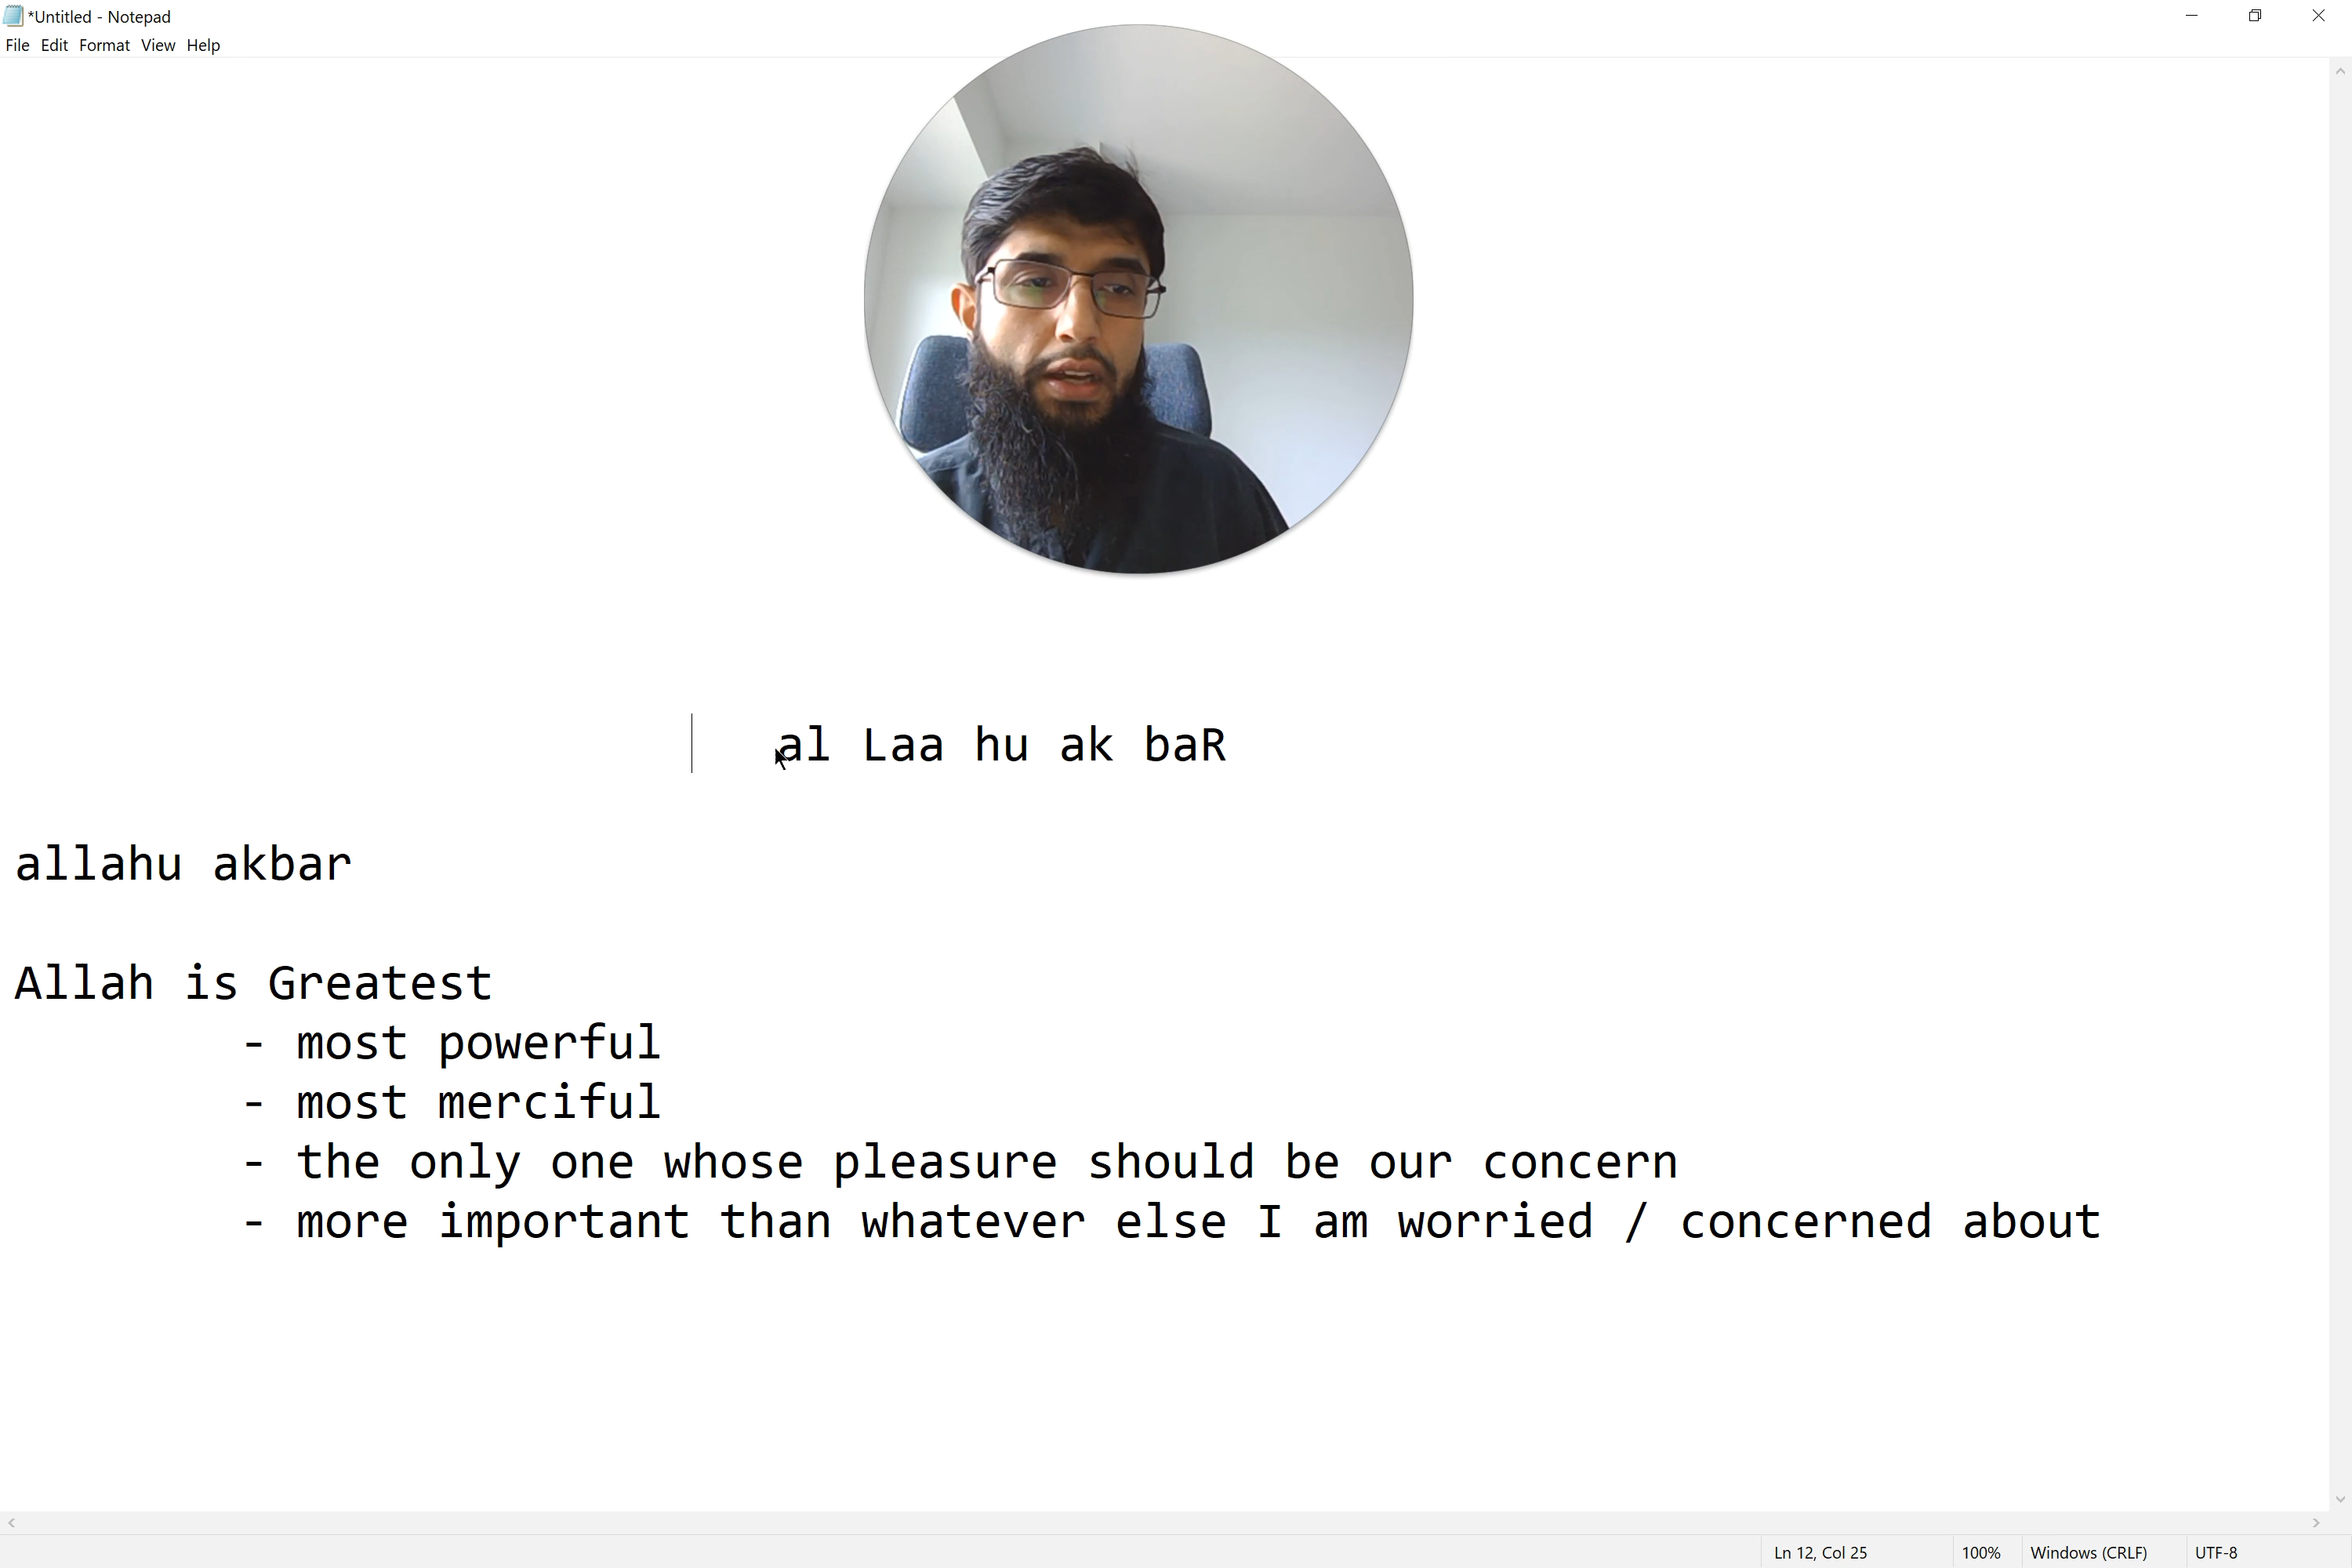 *Untitled - Notepad
File Edit Format View Help
al Laa hu ak baR
allahu akbar
Allah is Greatest
- most powerful
- most merciful
- the only one whose pleasure should be our concern
- more important than whatever else I am worried / concerned about
Ln 12, Col 25 100% Windows (CRLF) UTF-8